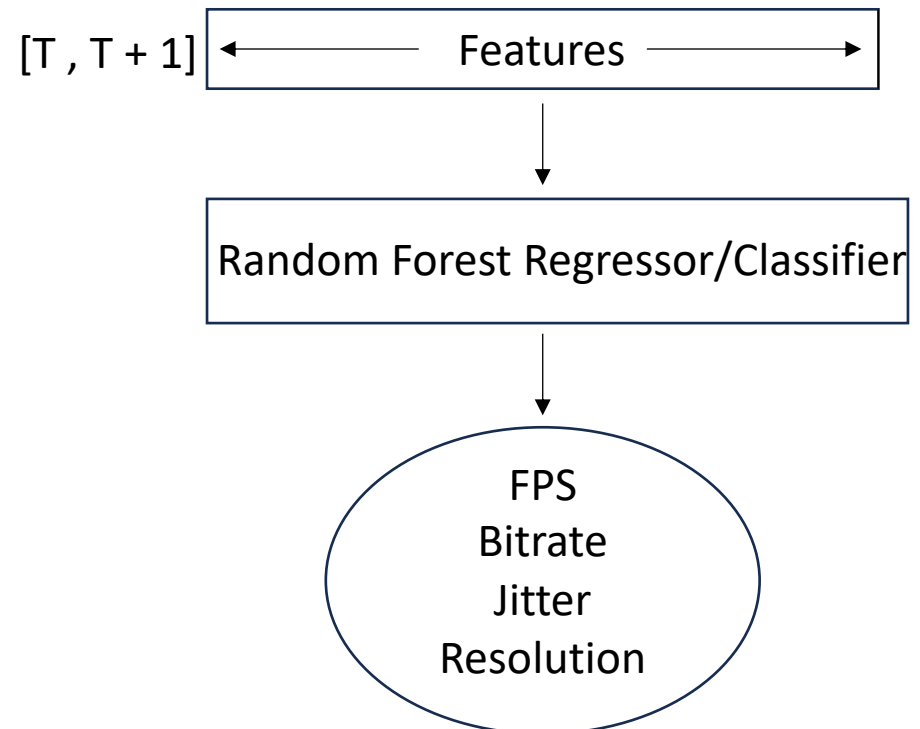 [T , T + 1] Features
Random Forest Regressor/Classifier
FPS
Bitrate
Jitter
Resolution